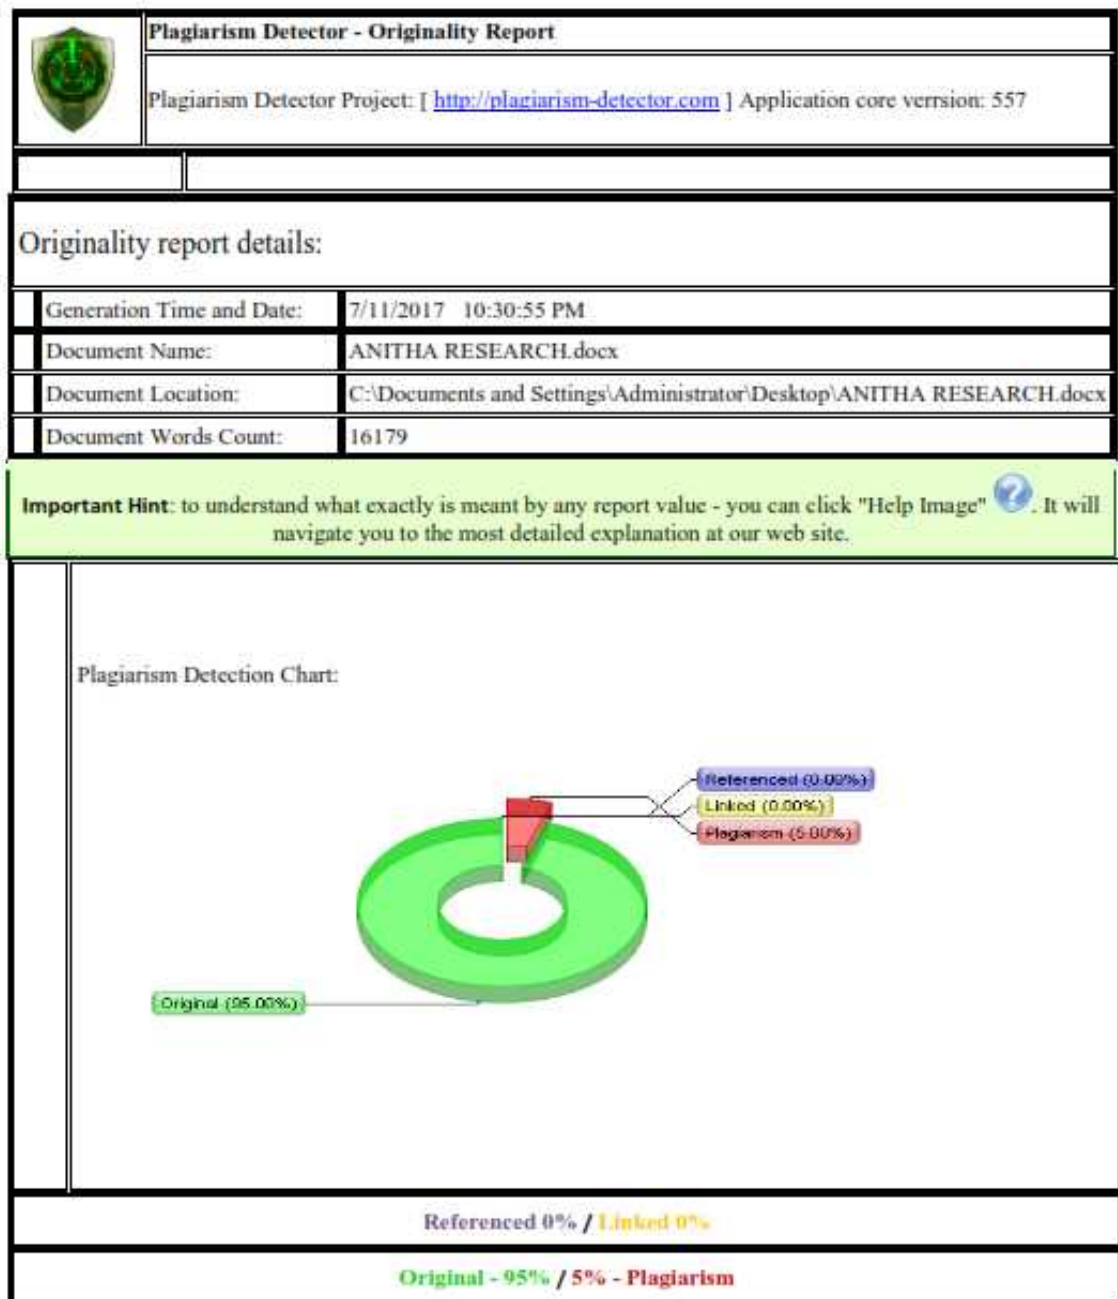 Plagiarism Detector - Originality Report
Plagiarism Detector Project: [ http://plagiarism-detector.com ] Application core verrsion: 557
Originality report details:
Generation Time and Date: 7/11/2017 10:30:55 PM
Document Name: ANITHA RESEARCH.docx
Document Location: C:\Documents and Settings\Administrator\Desktop\ANITHA RESEARCH.docx
Document Words Count: 16179
Important Hint: to understand what exactly is meant by any report value - you can click "Help Image" ? . It will
navigate you to the most detailed explanation at our web site.
Plagiarism Detection Chart:
Referenced (0.00%)
Linked (0.00%)
Plagiarism (5.00%)
Original (95.00%)
Referenced 0% / Linked 0%
Original - 95% / 5% - Plagiarism